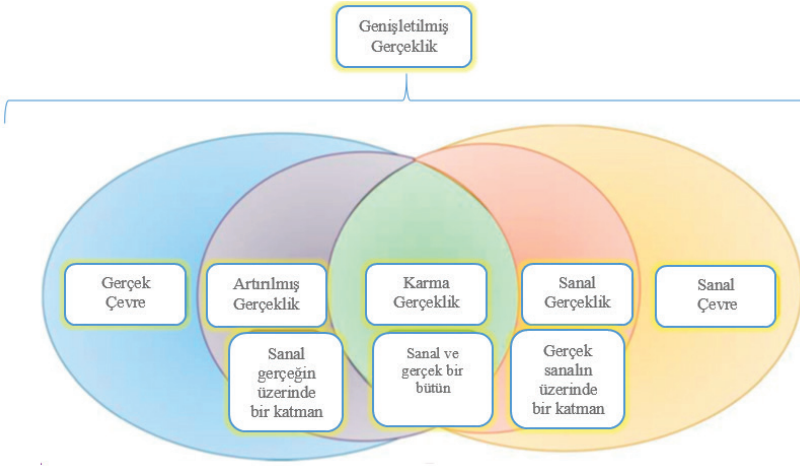 Genişletilmiş
Gerçeklik
Gerçek
Çevre
Artırılmış
Gerçeklik
Karma
Gerçeklik
Sanal
Gerçeklik
Sanal
Çevre
Sanal
gerçeğin
üzerinde
bir katman
Sanal ve
gerçek bir
bütün
Gerçek
sanalın
üzerinde
bir katman